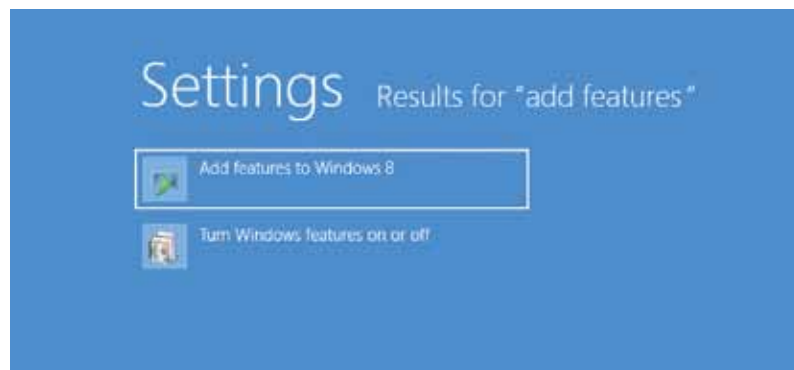 Settings Results for "add features"
Add features to Windows 8
Turn Windows features on or off